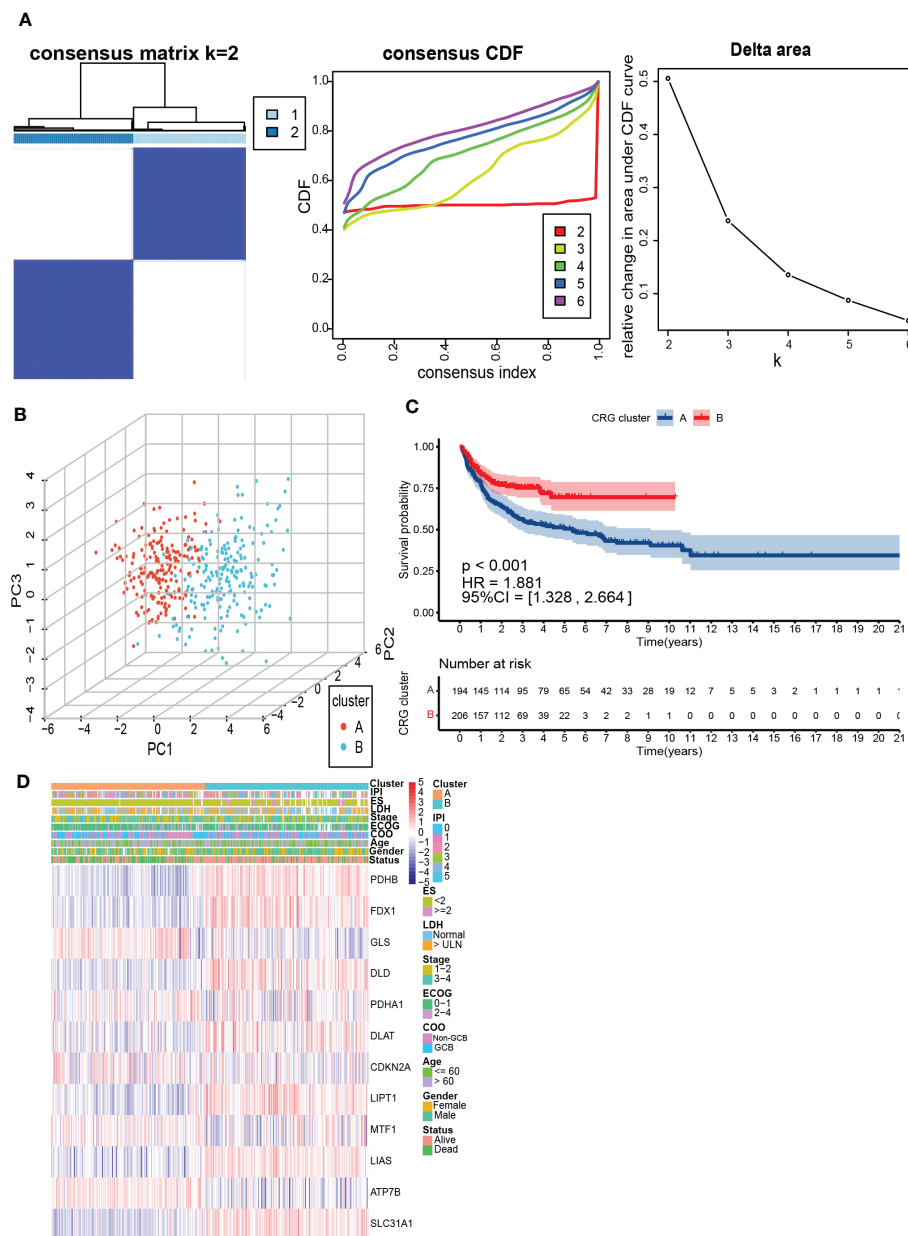 A
consensus matrix k=2
1
2
consensus CDF
CDF
1.0
0.8
0.6
0.4
0.2
0.0
0.0
0.2
0.4
0.6
0.8
1.0
consensus index
2
3
4
5
6
Delta area
relative change in area under CDF curve
0.5
0.4
0.3
0.2
0.1
2
3
4
5
6
k
B
PC3
4
3
2
1
0
−1
−2
−3
−4
−6
−4
−2
0
2
4
6
PC1
−6
−4
−2
0
2
4
6
PC2
cluster
A
B
C
CRG cluster A B
Survival probability
1.00
0.75
0.50
0.25
0.00
p < 0.001
HR = 1.881
95%CI = [1.328 , 2.664 ]
0 1 2 3 4 5 6 7 8 9 10 11 12 13 14 15 16 17 18 19 20 21
Time(years)
Number at risk
CRG cluster
A 194 145 114 95 79 65 54 42 33 28 19 12 7 5 5 3 2 1 1 1 1
B 206 157 112 69 39 22 3 2 2 1 1 0 0 0 0 0 0 0 0 0 0
0 1 2 3 4 5 6 7 8 9 10 11 12 13 14 15 16 17 18 19 20 21
Time(years)
D
Cluster
IPI
ES
LDH
Stage
ECOG
COO
Age
Gender
Status
PDHB
FDX1
GLS
DLD
PDHA1
DLAT
CDKN2A
LIPT1
MTF1
LIAS
ATP7B
SLC31A1
5
4
3
2
1
0
−1
−2
−3
−4
−5
Cluster
A
B
IPI
0
1
2
3
4
5
ES
<2
>=2
LDH
Normal
> ULN
Stage
1−2
3−4
ECOG
0−1
2−4
COO
Non-GCB
GCB
Age
<= 60
> 60
Gender
Female
Male
Status
Alive
Dead